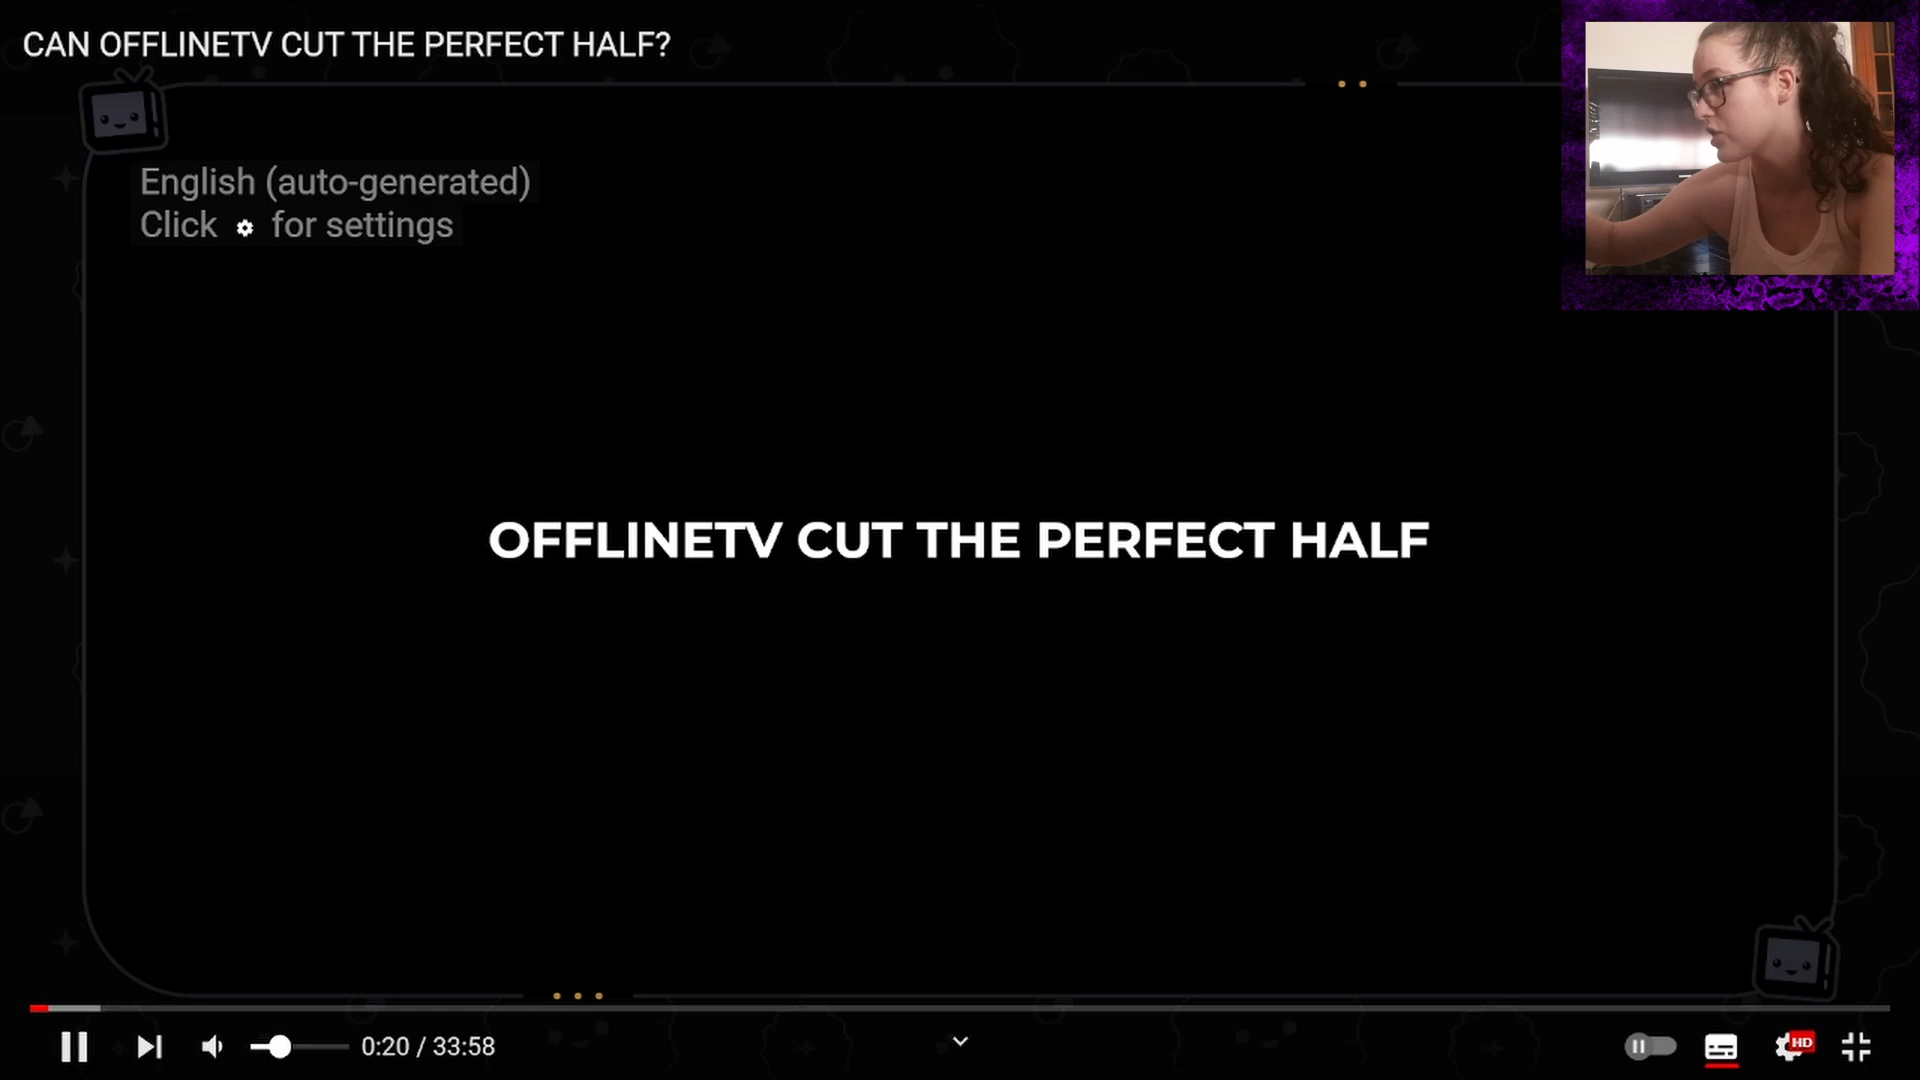 CAN OFFLINETV CUT THE PERFECT HALF?
English (auto-generated)
Click for settings
OFFLINETV CUT THE PERFECT HALF
0:20 / 33:58
HD